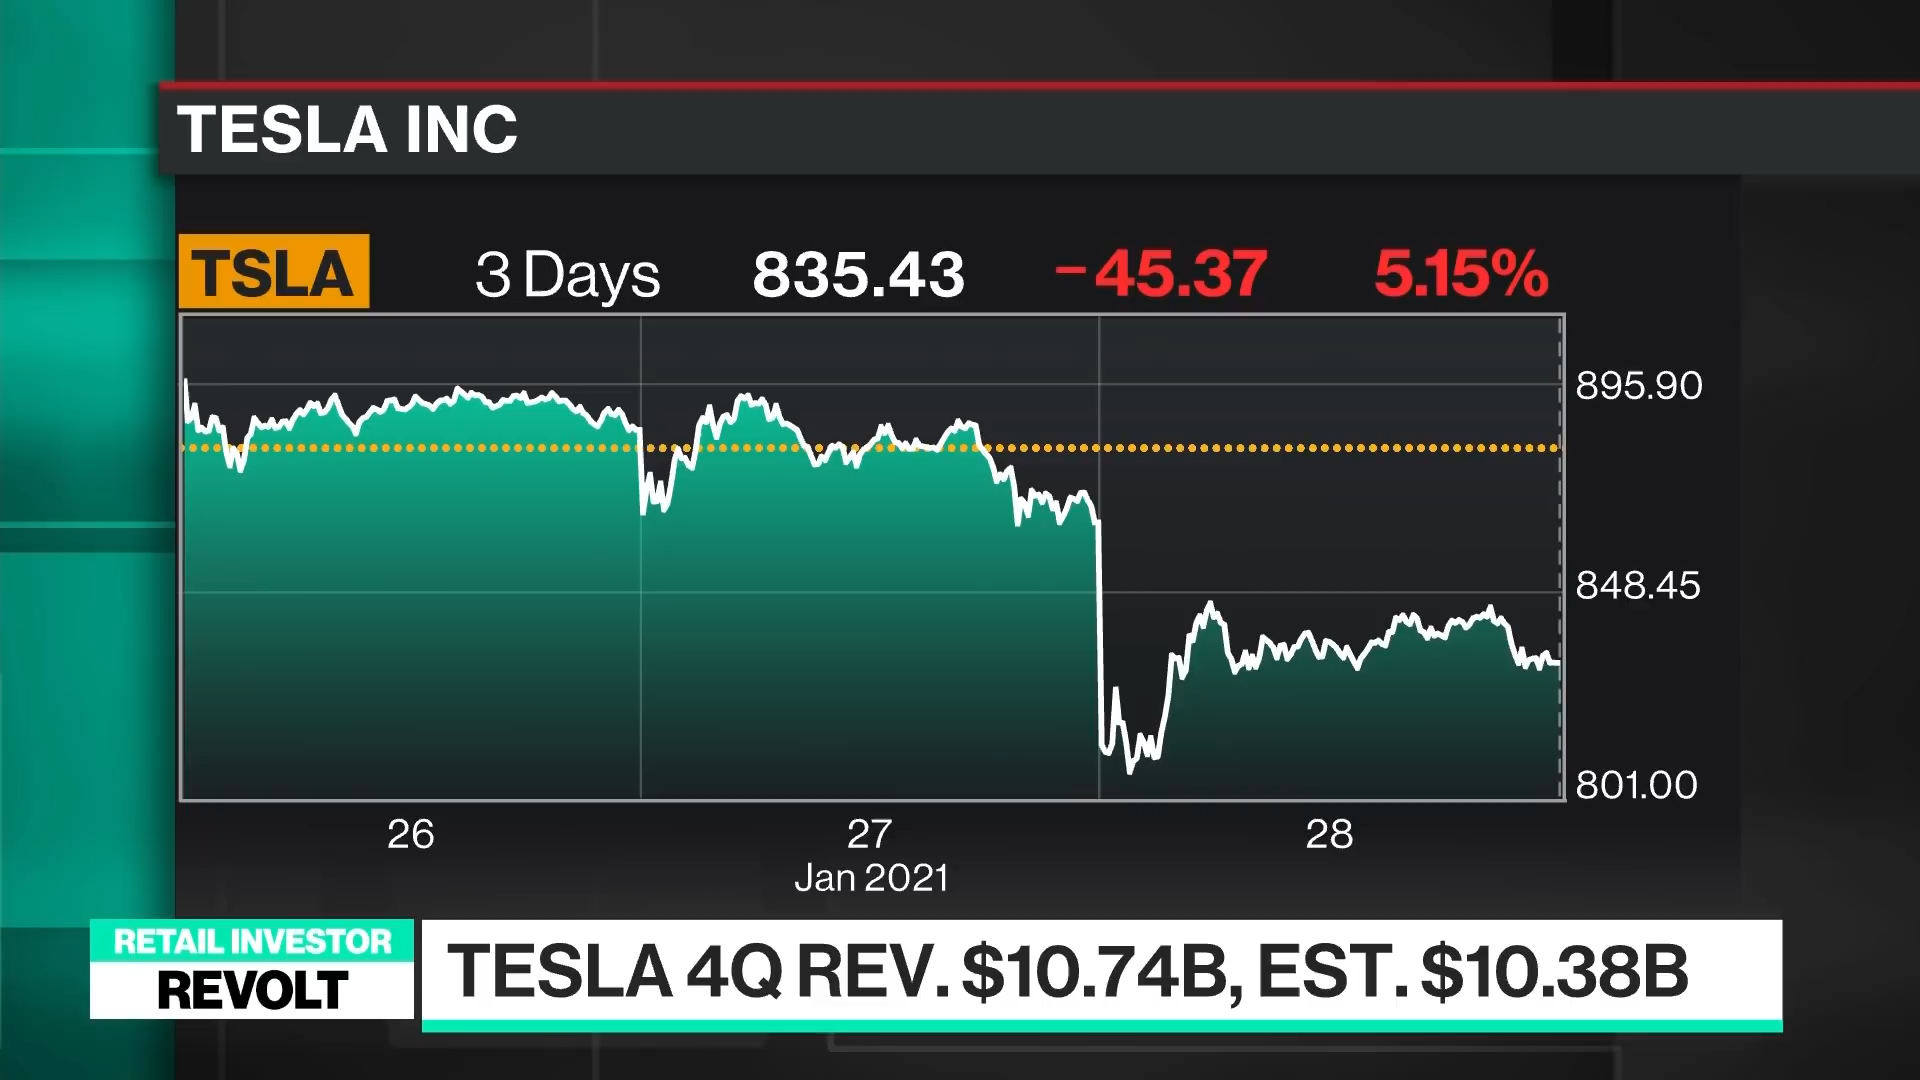 TESLA INC
TSLA 3 Days 835.43 -45.37 5.15%
895.90
848.45
801.00
26 27 28
Jan 2021
RETAIL INVESTOR
REVOLT
TESLA 4Q REV. $10.74B, EST. $10.38B